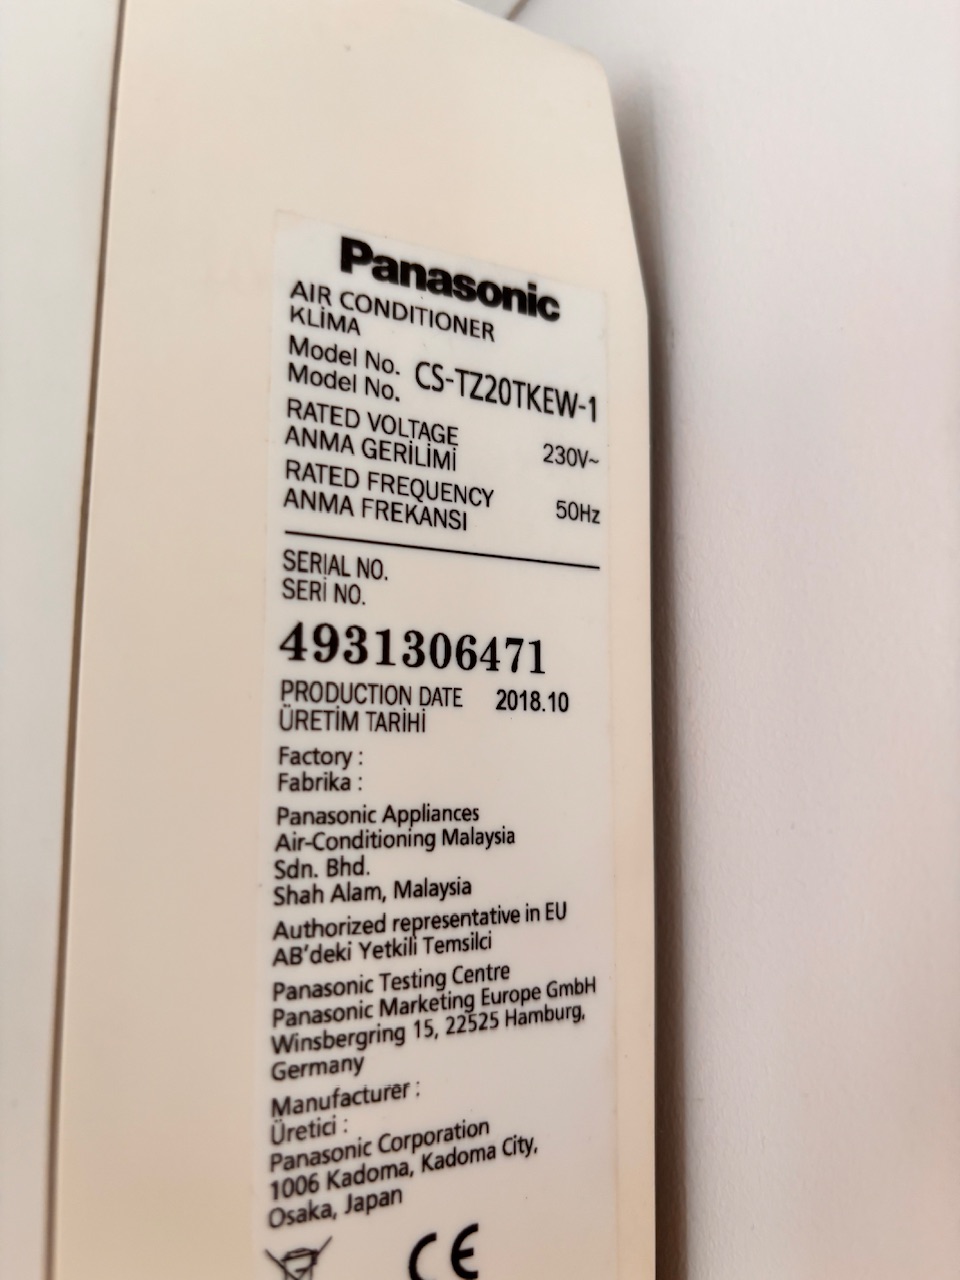 Panasonic
AIR CONDITIONER
KLİMA
Model No. CS-TZ20TKEW-1
Model No.
RATED VOLTAGE 230V~
ANMA GERİLİMİ
RATED FREQUENCY 50Hz
ANMA FREKANSI
SERIAL NO.
SERİ NO.
4931306471
PRODUCTION DATE 2018.10
ÜRETİM TARİHİ
Factory :
Fabrika :
Panasonic Appliances
Air-Conditioning Malaysia
Sdn. Bhd.
Shah Alam, Malaysia
Authorized representative in EU
AB'deki Yetkili Temsilci
Panasonic Testing Centre
Panasonic Marketing Europe GmbH
Winsbergring 15, 22525 Hamburg,
Germany
Manufacturer :
Üretici :
Panasonic Corporation
1006 Kadoma, Kadoma City,
Osaka, Japan
CE